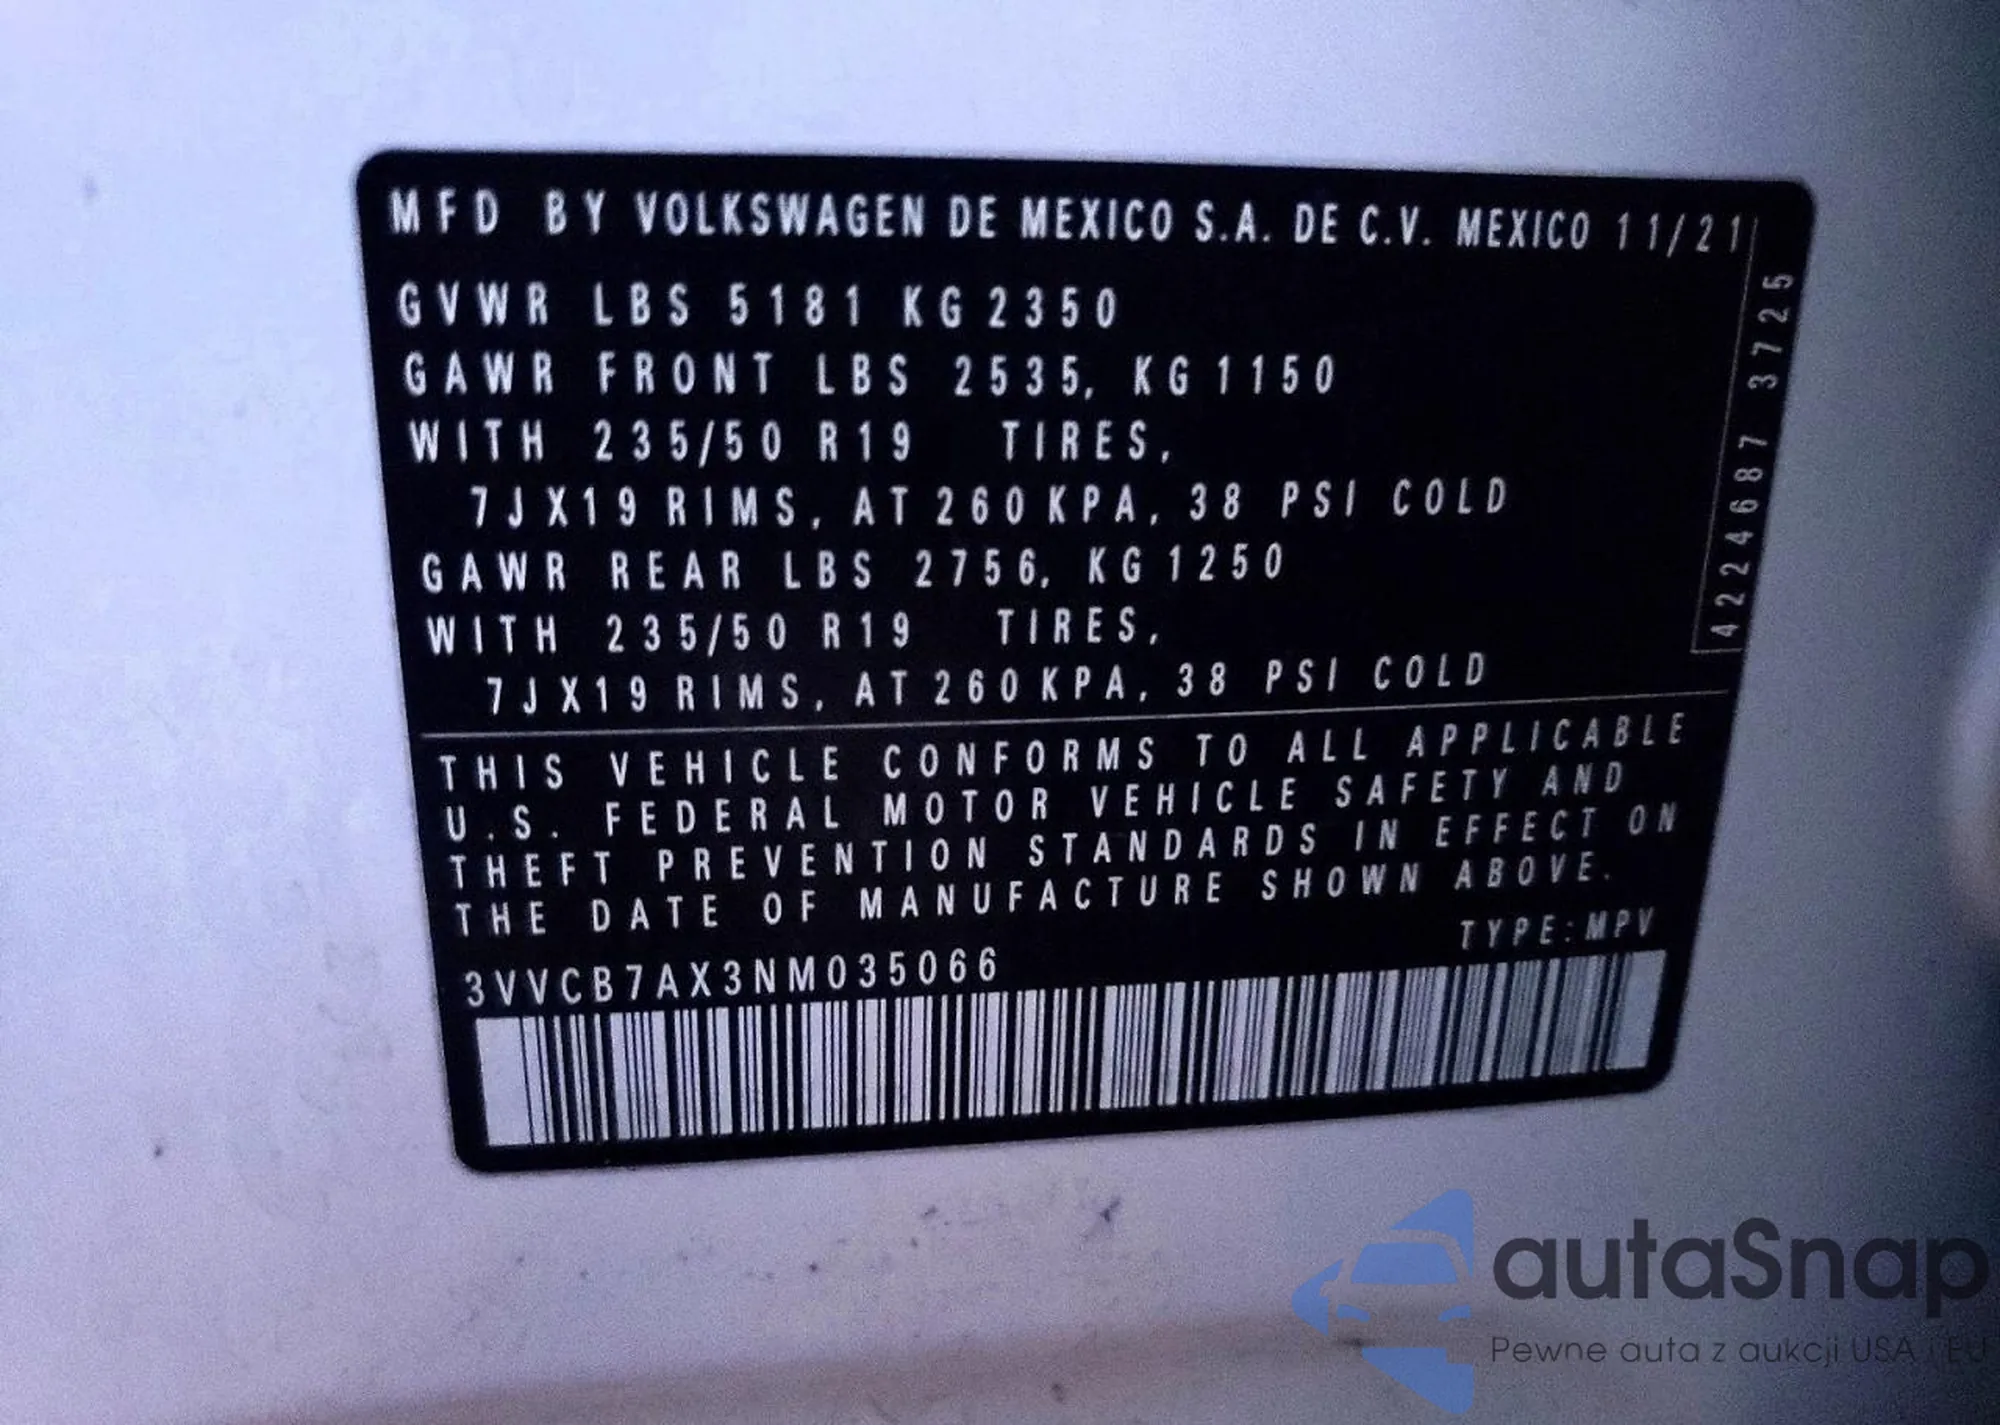 MFD BY VOLKSWAGEN DE MEXICO S.A. DE C.V. MEXICO 11/21
GVWR LBS 5181 KG 2350
GAWR FRONT LBS 2535, KG 1150
WITH 235/50 R19 TIRES,
7JX19 RIMS, AT 260 KPA, 38 PSI COLD
GAWR REAR LBS 2756, KG 1250
WITH 235/50 R19 TIRES,
7JX19 RIMS, AT 260 KPA, 38 PSI COLD
4224687 3725
THIS VEHICLE CONFORMS TO ALL APPLICABLE
U.S. FEDERAL MOTOR VEHICLE SAFETY AND
THEFT PREVENTION STANDARDS IN EFFECT ON
THE DATE OF MANUFACTURE SHOWN ABOVE.
TYPE: MPV
3VVCB7AX3NM035066
autaSnap
Pewne auta z aukcji USA i EU